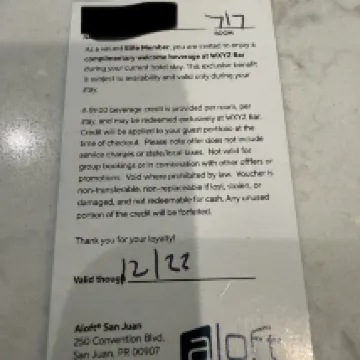 717
ROOM
As a valued Elite Member, you are invited to enjoy a
complimentary welcome beverage at WXYZ Bar
during your current hotel stay. This exclusive benefit
is subject to availability and valid only during your
stay.
beverage credit is provided per room, per
stay, and may be redeemed exclusively at WXYZ Bar.
Credit will be applied to your guest portfolio at the
time of checkout. Please note offer does not include
service charges or state/local taxes. Not valid for
group bookings or in combination with other offers or
promotions. Void where prohibited by law. Voucher is
non-transferable, non-replaceable if lost, stolen, or
damaged, and not redeemable for cash. Any unused
portion of the credit will be forfeited.
Thank you for your loyalty!
Valid though 12/22
Aloft® San Juan
250 Convention Blvd.
San Juan, PR 00907
aloft